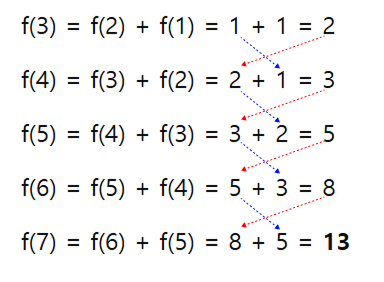 f(3) = f(2) + f(1) = 1 + 1 = 2
f(4) = f(3) + f(2) = 2 + 1 = 3
f(5) = f(4) + f(3) = 3 + 2 = 5
f(6) = f(5) + f(4) = 5 + 3 = 8
f(7) = f(6) + f(5) = 8 + 5 = 13